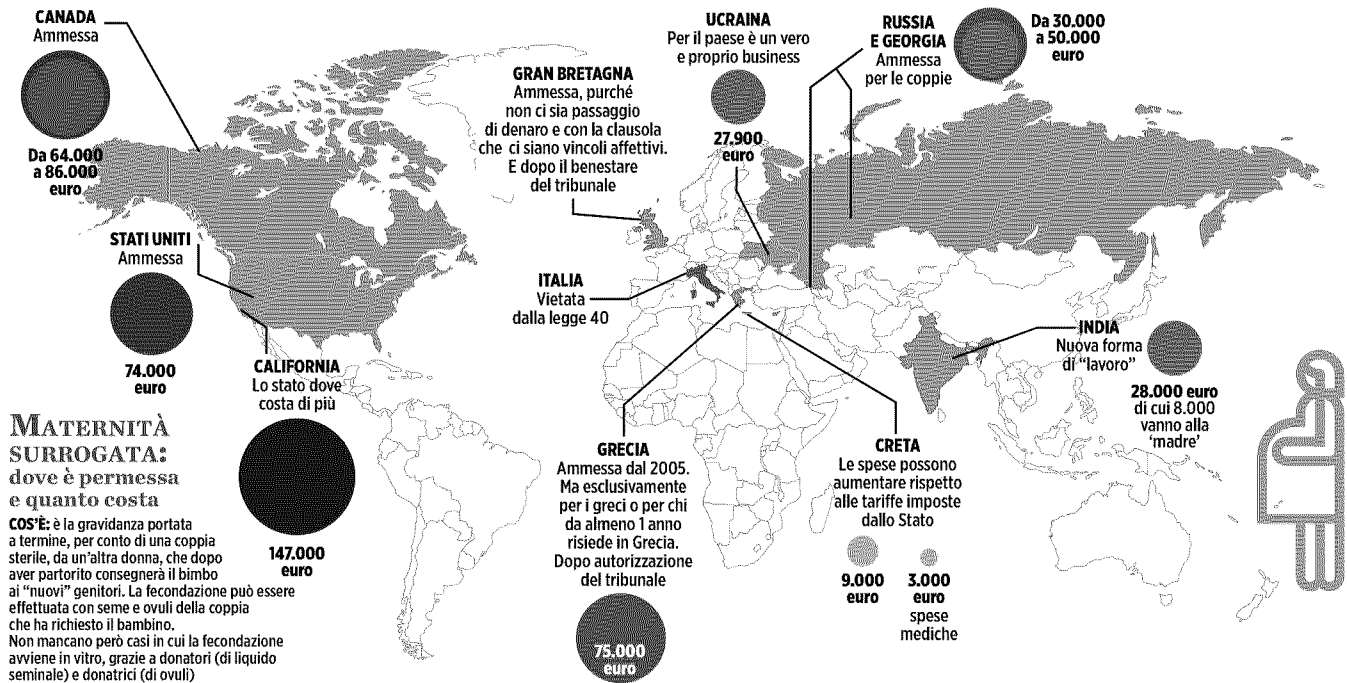 CANADA
Ammessa
Da 64.000
a 86.000
euro
STATI UNITI
Ammessa
74.000
euro
CALIFORNIA
Lo stato dove
costa di più
147.000
euro
GRAN BRETAGNA
Ammessa, purché
non ci sia passaggio
di denaro e con la clausola
che ci siano vincoli affettivi.
E dopo il benestare
del tribunale
UCRAINA
Per il paese è un vero
e proprio business
27.900
euro
RUSSIA
E GEORGIA
Ammessa
per le coppie
Da 30.000
a 50.000
euro
ITALIA
Vietata
dalla legge 40
INDIA
Nuova forma
di “lavoro”
28.000 euro
di cui 8.000
vanno alla
‘madre’
GRECIA
Ammessa dal 2005.
Ma esclusivamente
per i greci o per chi
da almeno 1 anno
risiede in Grecia.
Dopo autorizzazione
del tribunale
75.000
euro
CRETA
Le spese possono
aumentare rispetto
alle tariffe imposte
dallo Stato
9.000
euro
3.000
euro
spese
mediche
MATERNITÀ
SURROGATA:
dove è permessa
e quanto costa
COS’È: è la gravidanza portata
a termine, per conto di una coppia
sterile, da un’altra donna, che dopo
aver partorito consegnerà il bimbo
ai “nuovi” genitori. La fecondazione può essere
effettuata con seme e ovuli della coppia
che ha richiesto il bambino.
Non mancano però casi in cui la fecondazione
avviene in vitro, grazie a donatori (di liquido
seminale) e donatrici (di ovuli)